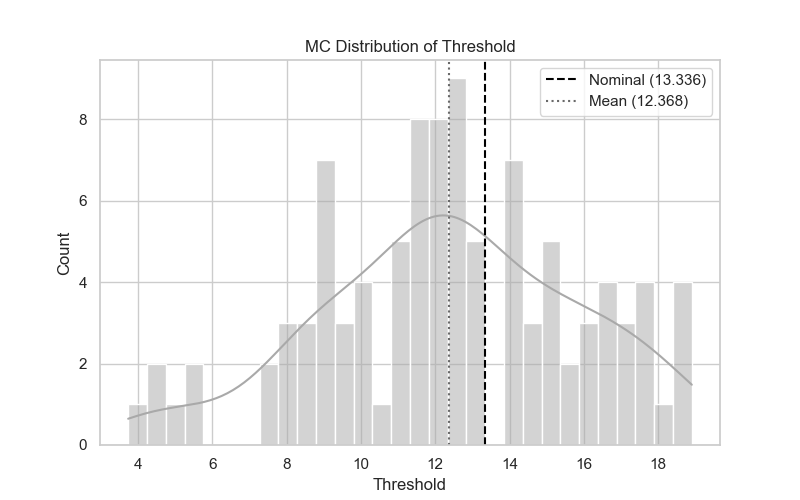 MC Distribution of Threshold
Nominal (13.336)
Mean (12.368)
Count
8
6
4
2
0
4 6 8 10 12 14 16 18
Threshold